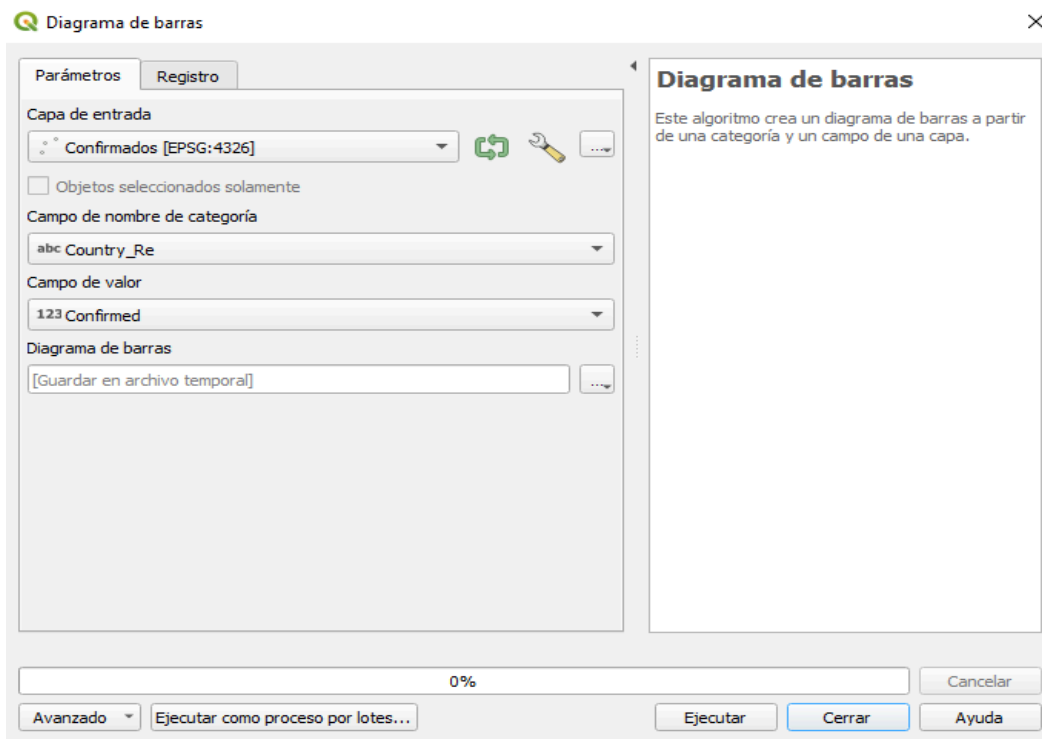 Diagrama de barras
Parámetros
Registro
Capa de entrada
Confirmados [EPSG:4326]
...
Objetos seleccionados solamente
Campo de nombre de categoría
abc Country_Re
Campo de valor
123 Confirmed
Diagrama de barras
[Guardar en archivo temporal]
...
Diagrama de barras
Este algoritmo crea un diagrama de barras a partir
de una categoría y un campo de una capa.
0%
Cancelar
Avanzado
Ejecutar como proceso por lotes...
Ejecutar
Cerrar
Ayuda